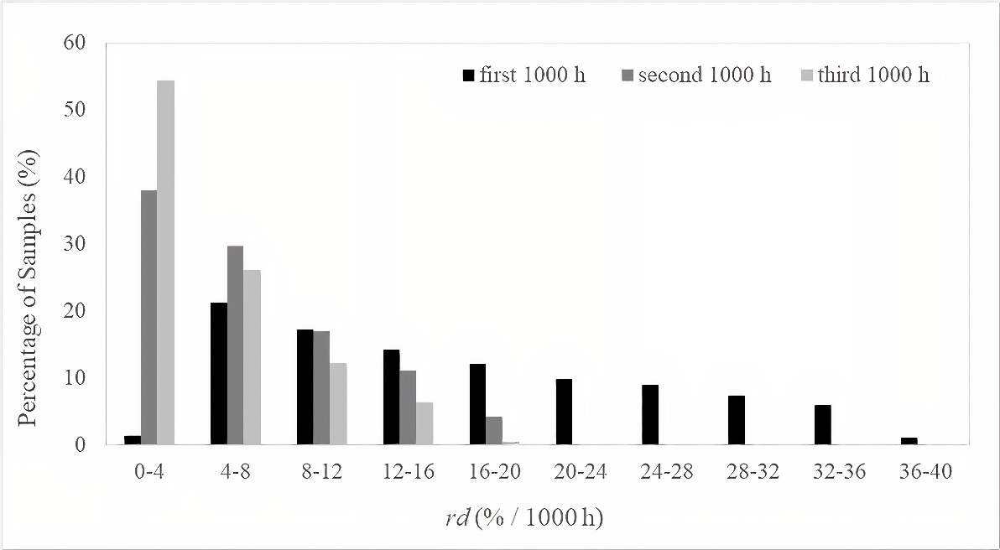 first 1000 h second 1000 h third 1000 h
Percentage of Samples (%)
60
50
40
30
20
10
0
0-4 4-8 8-12 12-16 16-20 20-24 24-28 28-32 32-36 36-40
rd (% / 1000 h)